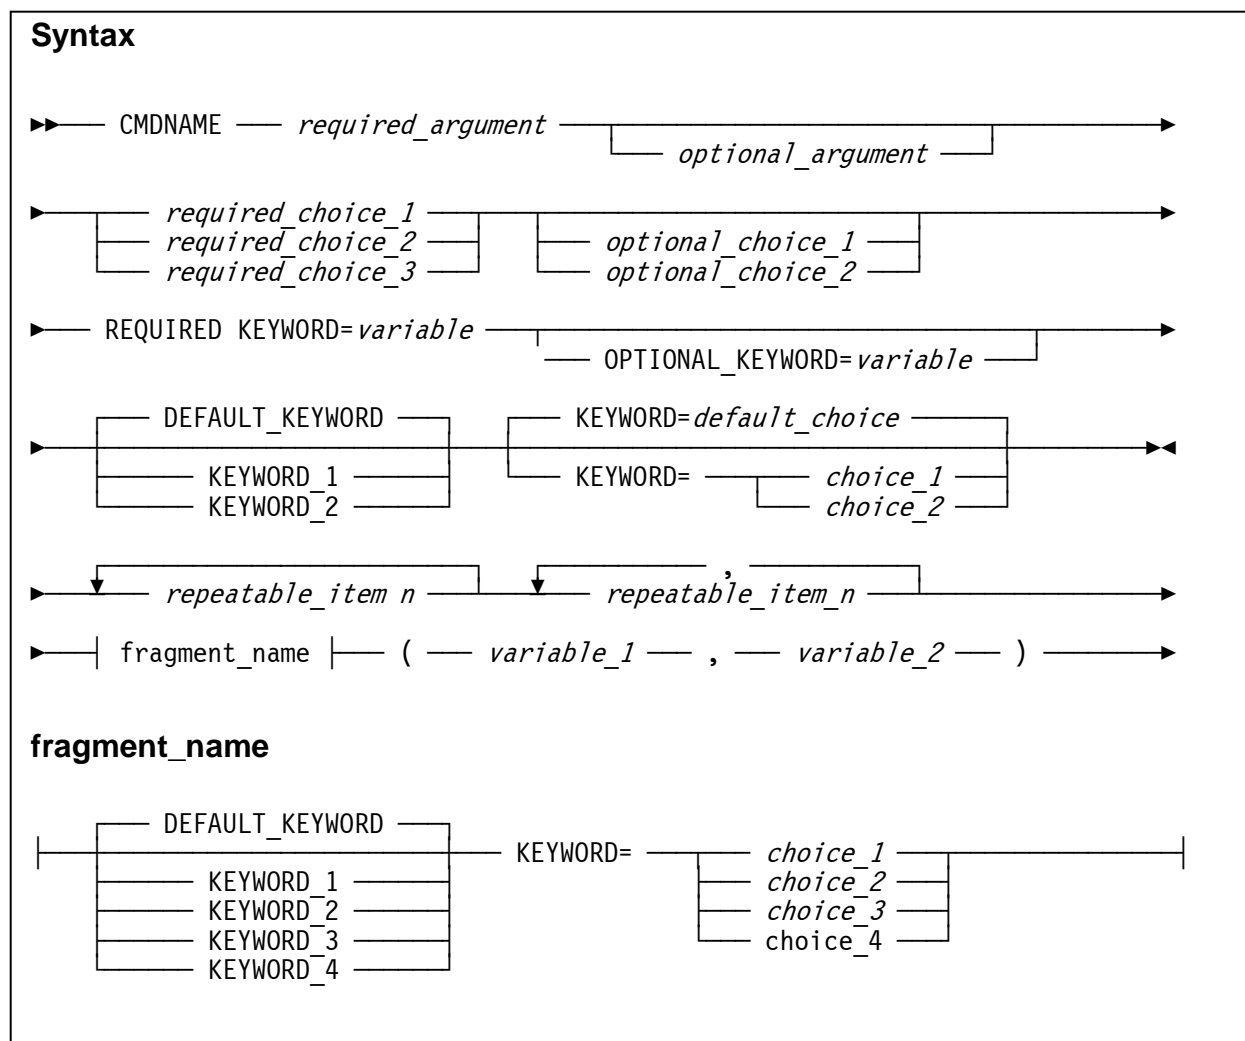 Syntax
CMDNAME required_argument
optional_argument
required_choice_1
required_choice_2 optional_choice_1
required_choice_3 optional_choice_2
REQUIRED KEYWORD=variable
OPTIONAL_KEYWORD=variable
DEFAULT_KEYWORD KEYWORD=default_choice
KEYWORD_1 KEYWORD= choice_1
KEYWORD_2 choice_2
,
repeatable_item n repeatable_item_n
fragment_name ( variable_1 , variable_2 )
fragment_name
DEFAULT_KEYWORD
KEYWORD= choice_1
KEYWORD_1 choice_2
KEYWORD_2 choice_3
KEYWORD_3 choice_4
KEYWORD_4